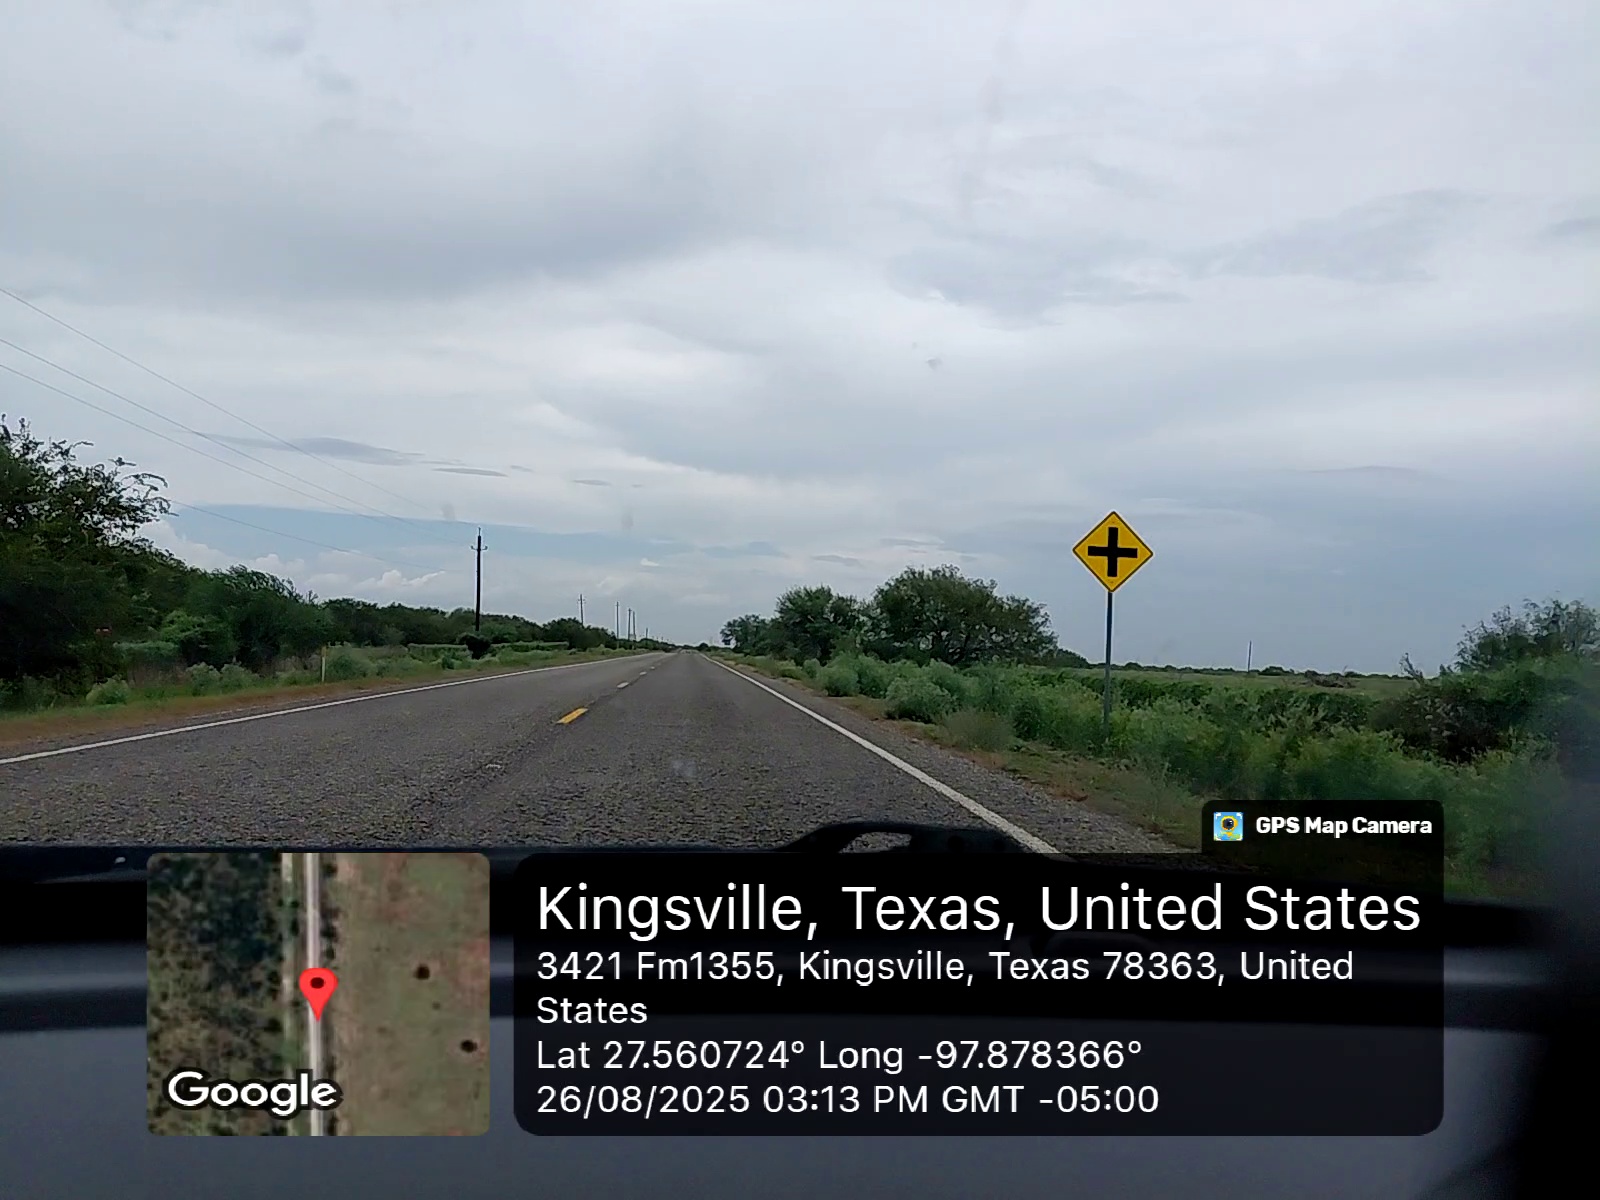 GPS Map Camera
Kingsville, Texas, United States
3421 Fm1355, Kingsville, Texas 78363, United
States
Lat 27.560724° Long -97.878366°
26/08/2025 03:13 PM GMT -05:00
Google